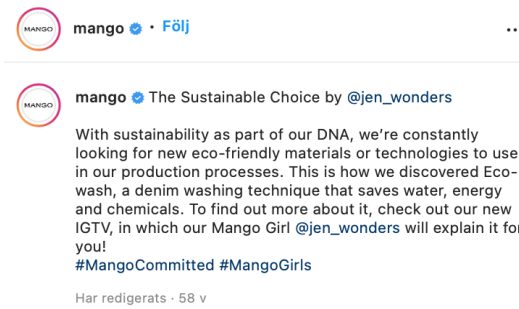 MANGO
mango • Följ
MANGO
mango The Sustainable Choice by @jen_wonders
With sustainability as part of our DNA, we’re constantly
looking for new eco-friendly materials or technologies to use
in our production processes. This is how we discovered Eco-
wash, a denim washing technique that saves water, energy
and chemicals. To find out more about it, check out our new
IGTV, in which our Mango Girl @jen_wonders will explain it for
you!
#MangoCommitted #MangoGirls
Har redigerats · 58 v